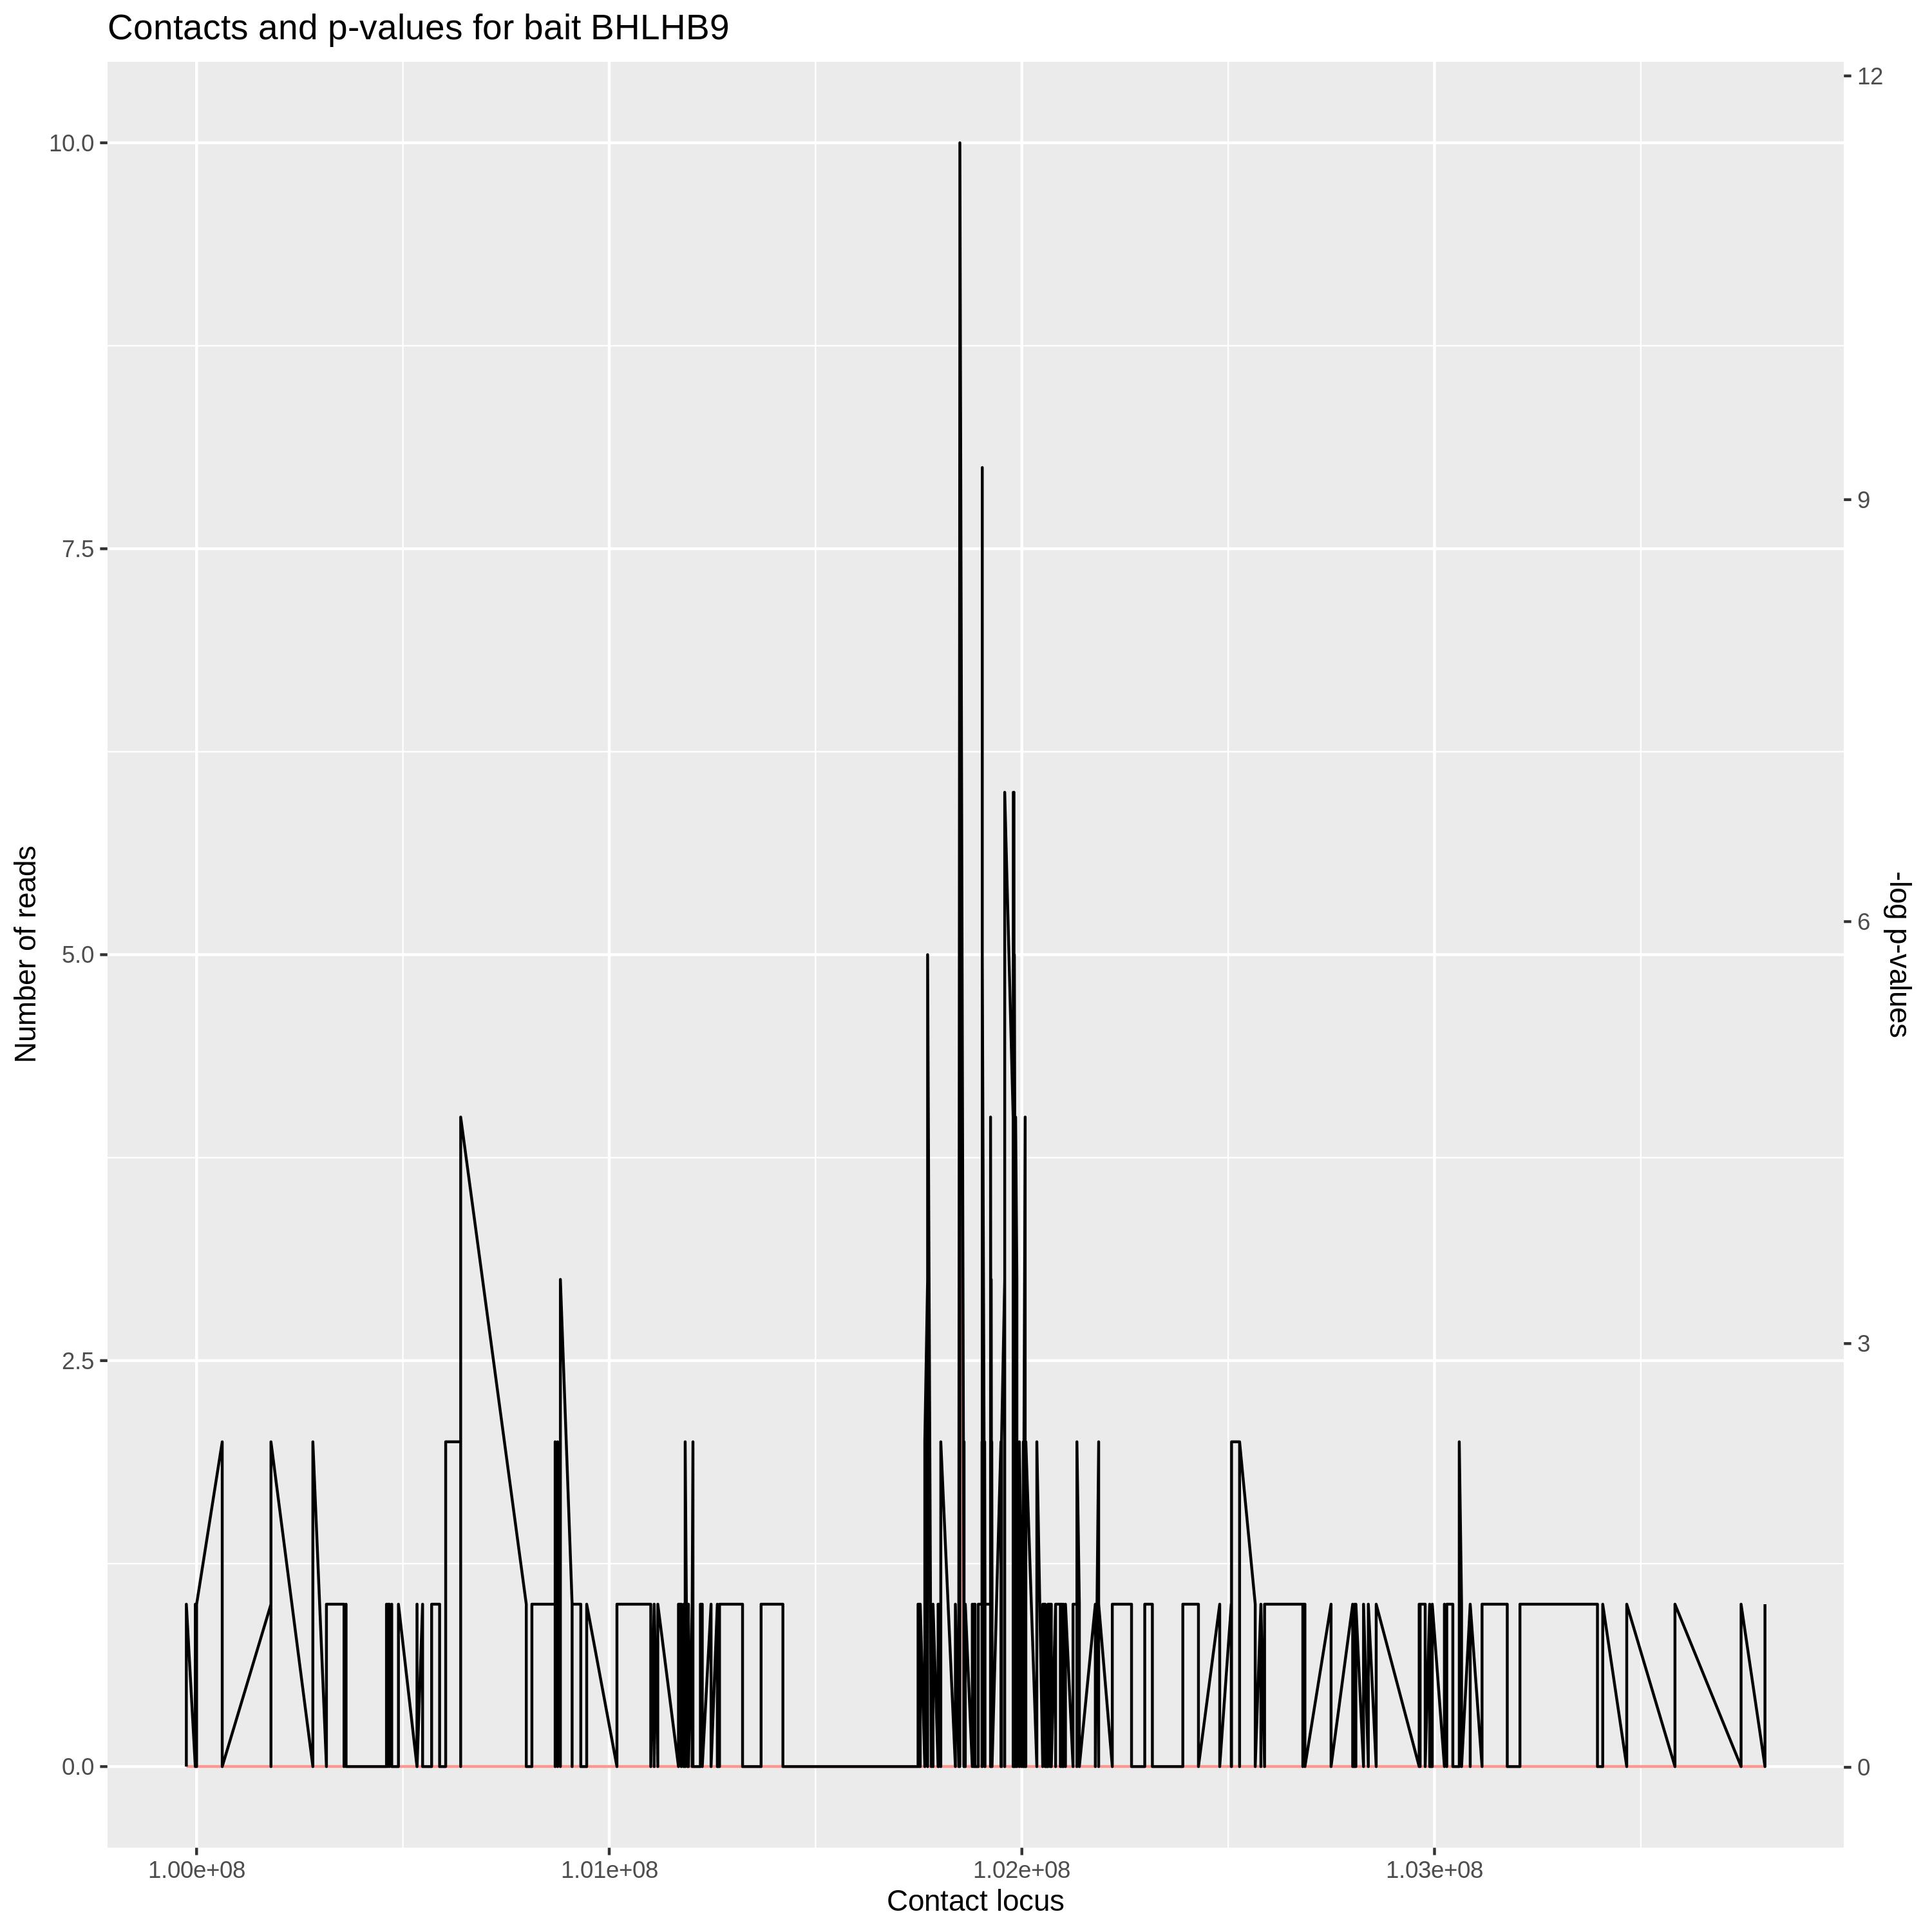 Contacts and p-values for bait BHLHB9
12
10.0
9
7.5
6
5.0
3
2.5
0.0
0
Number of reads
-log p-values
1.00e+08 1.01e+08 1.02e+08 1.03e+08
Contact locus